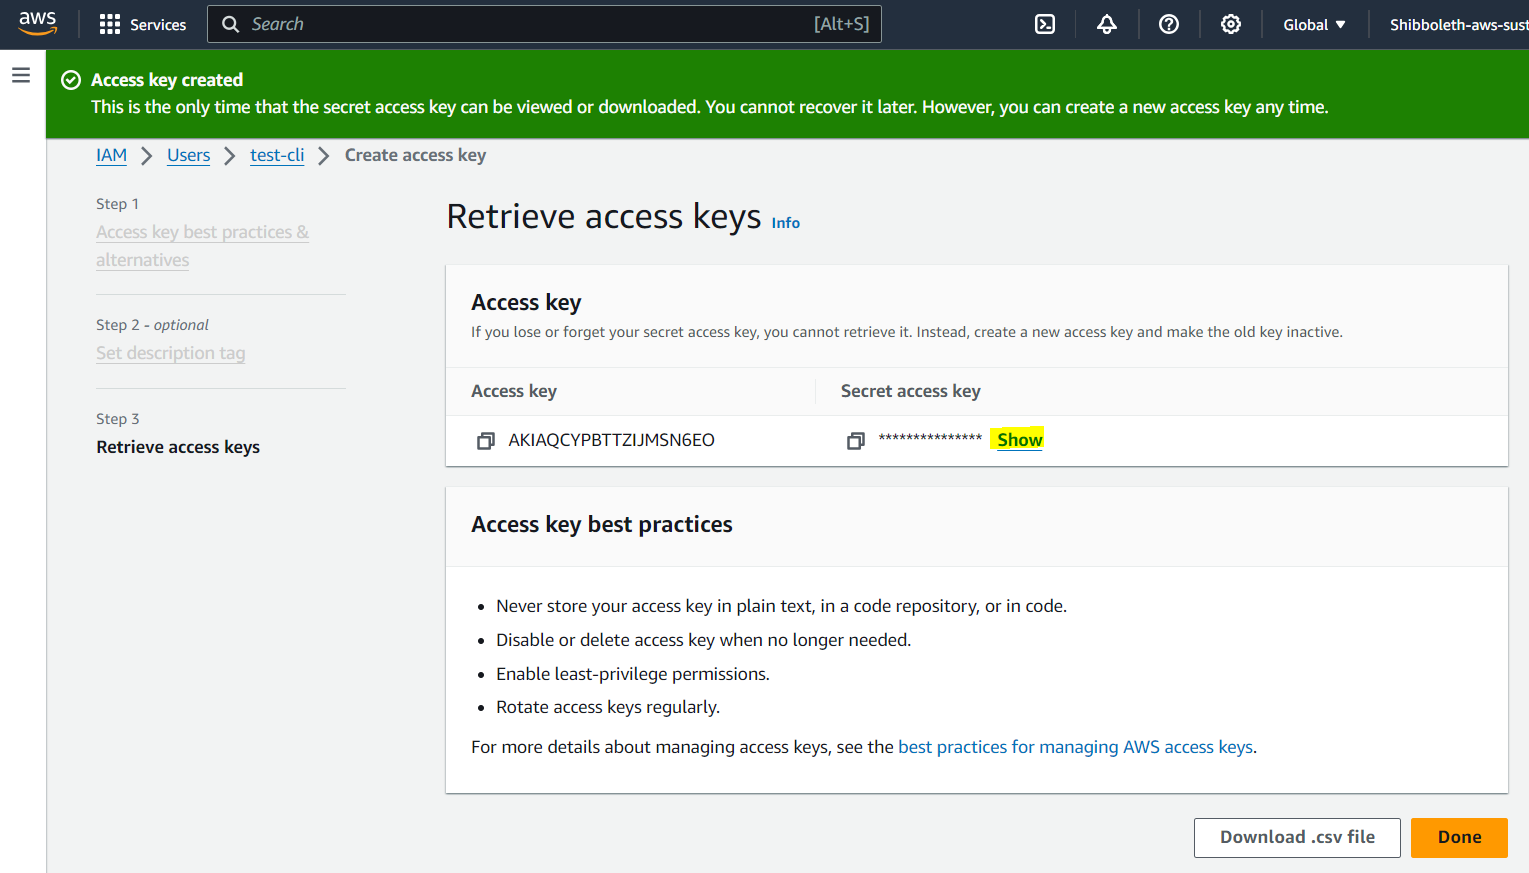 aws
Services
Search
[Alt+S]
Global
Shibboleth-aws-sust
Access key created
This is the only time that the secret access key can be viewed or downloaded. You cannot recover it later. However, you can create a new access key any time.
IAM
Users
test-cli
Create access key
Step 1
Access key best practices &
alternatives
Step 2 - optional
Set description tag
Step 3
Retrieve access keys
Retrieve access keys Info
Access key
If you lose or forget your secret access key, you cannot retrieve it. Instead, create a new access key and make the old key inactive.
Access key
Secret access key
AKIAQCYPBTTZIJMSN6EO
*************** Show
Access key best practices
• Never store your access key in plain text, in a code repository, or in code.
• Disable or delete access key when no longer needed.
• Enable least-privilege permissions.
• Rotate access keys regularly.
For more details about managing access keys, see the best practices for managing AWS access keys.
Download .csv file
Done